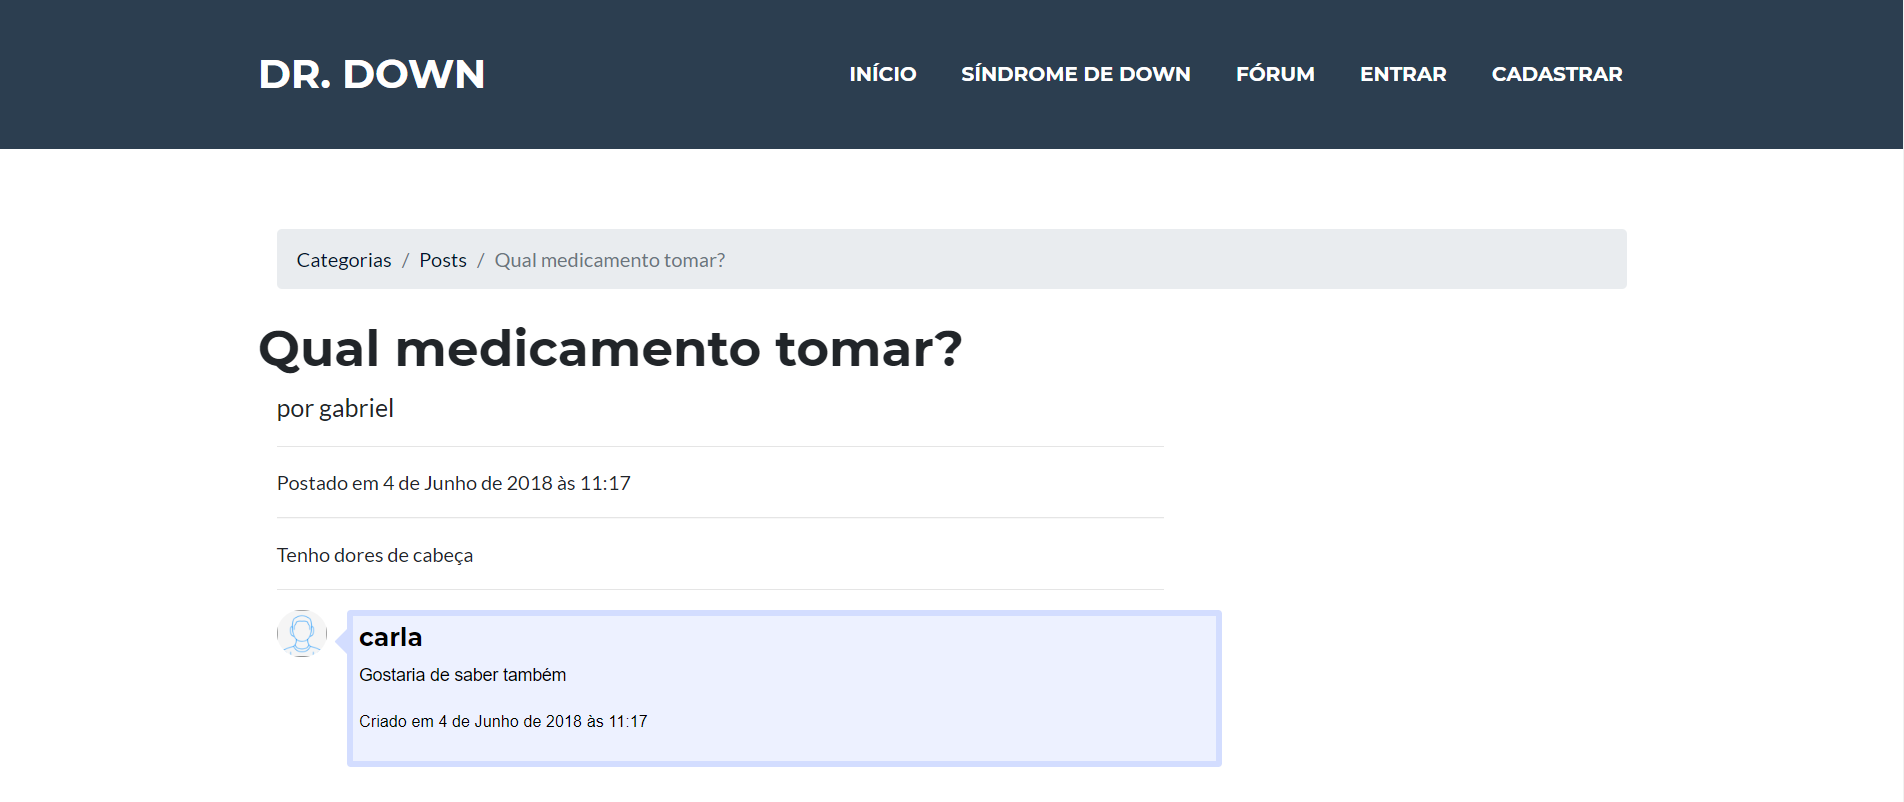 DR. DOWN
INÍCIO SÍNDROME DE DOWN FÓRUM ENTRAR CADASTRAR
Categorias / Posts / Qual medicamento tomar?
Qual medicamento tomar?
por gabriel
Postado em 4 de Junho de 2018 às 11:17
Tenho dores de cabeça
carla
Gostaria de saber também
Criado em 4 de Junho de 2018 às 11:17